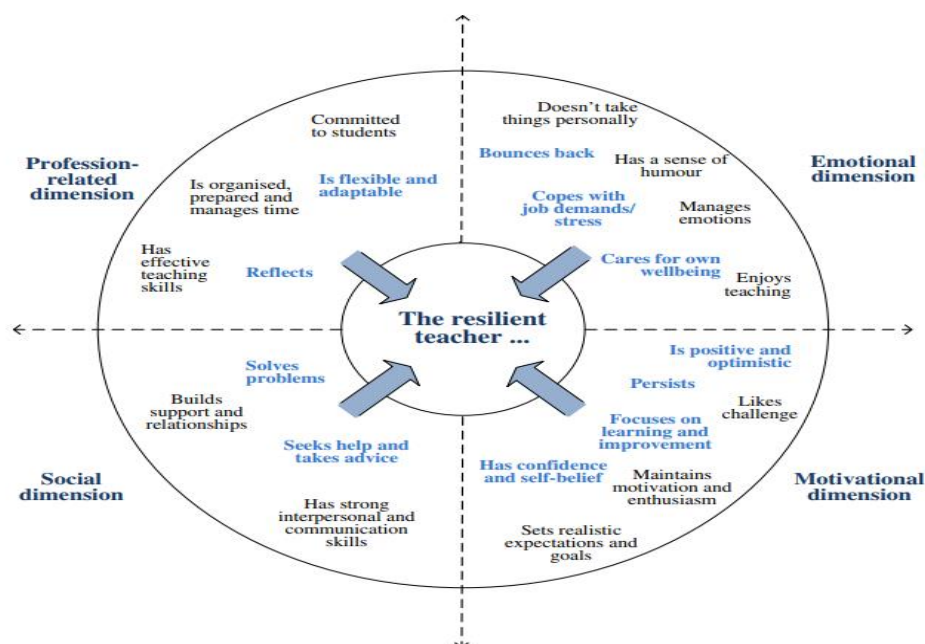 Profession-
related
dimension
Committed
to students
Is organised,
prepared and
manages time
Is flexible and
adaptable
Has
effective
teaching
skills
Reflects
Emotional
dimension
Doesn't take
things personally
Bounces back
Has a sense of
humour
Copes with
job demands/
stress
Manages
emotions
Cares for own
wellbeing
Enjoys
teaching
The resilient
teacher ...
Social
dimension
Solves
problems
Builds
support and
relationships
Seeks help and
takes advice
Has strong
interpersonal and
communication
skills
Motivational
dimension
Is positive and
optimistic
Persists
Likes
challenge
Focuses on
learning and
improvement
Has confidence
and self-belief
Maintains
motivation and
enthusiasm
Sets realistic
expectations and
goals